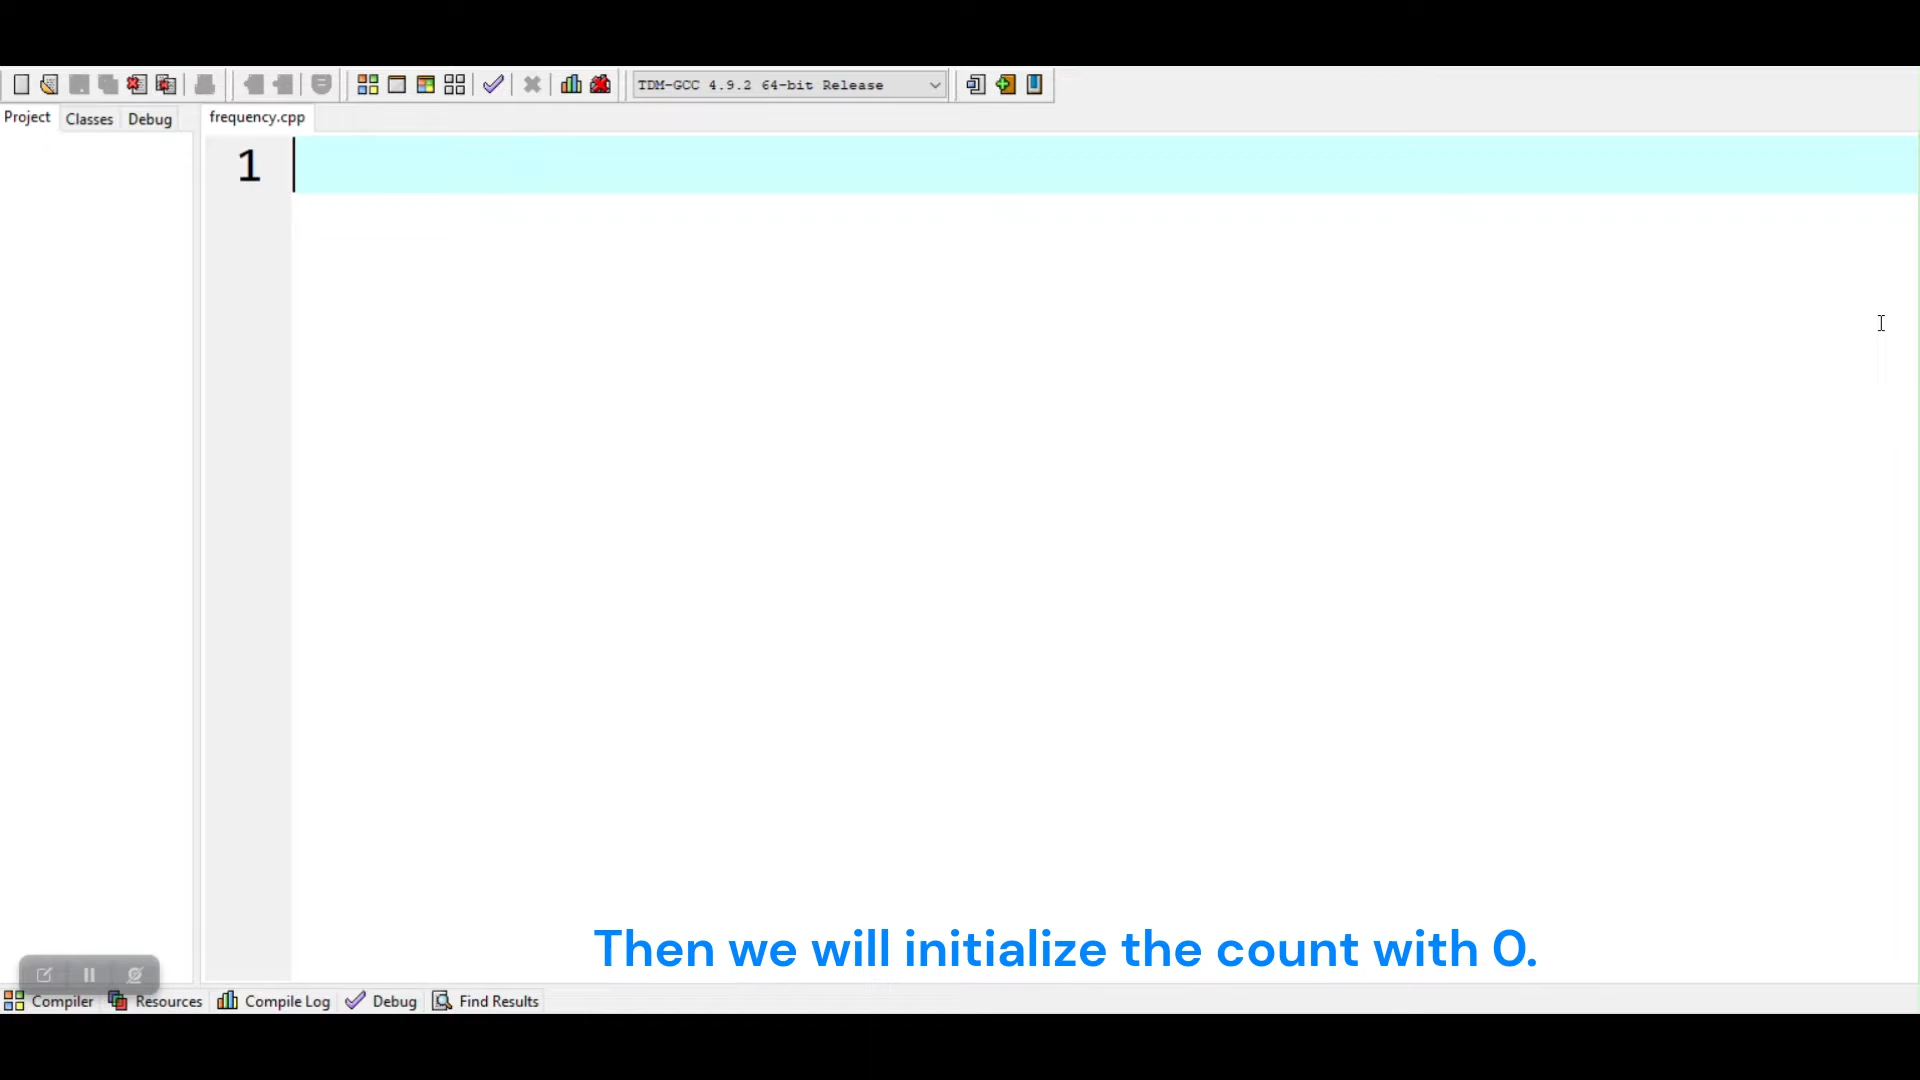 TDM-GCC 4.9.2 64-bit Release
Project Classes Debug frequency.cpp
1
Then we will initialize the count with 0.
Compiler Resources Compile Log Debug Find Results